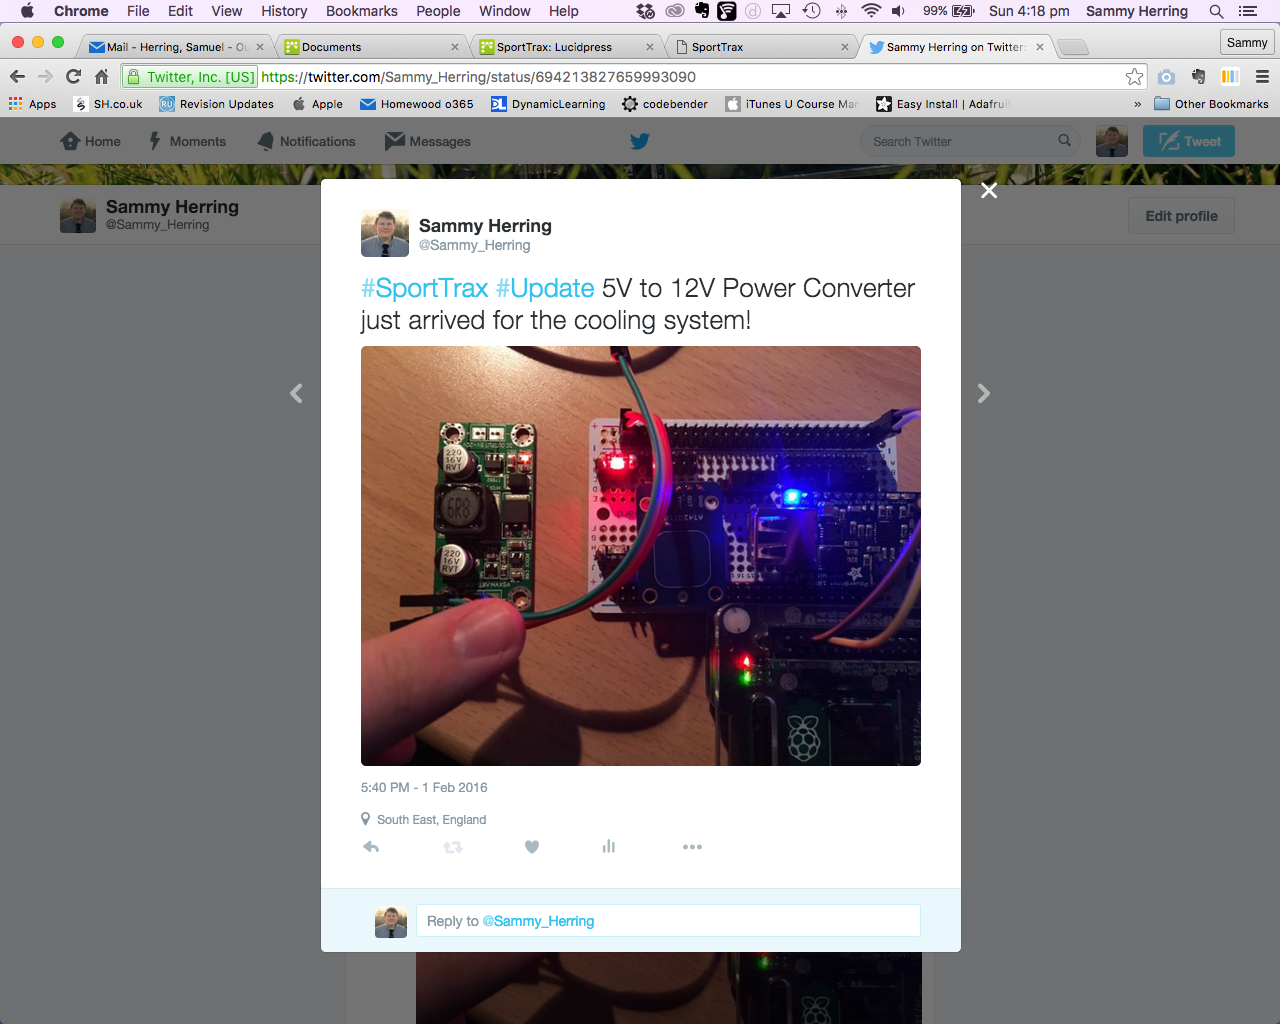 Chrome File Edit View History Bookmarks People Window Help 99% Sun 4:18 pm Sammy Herring
Mail - Herring, Samuel - Ou
Documents
SportTrax: Lucidpress
SportTrax
Sammy Herring on Twitter:
Sammy
Twitter, Inc. [US] https://twitter.com/Sammy_Herring/status/694213827659993090
Apps SH.co.uk Revision Updates Apple Homewood o365 DynamicLearning codebender iTunes U Course Man Easy Install | Adafrui » Other Bookmarks
Home Moments Notifications Messages Search Twitter Tweet
Sammy Herring
@Sammy_Herring
Edit profile
Sammy Herring
@Sammy_Herring
#SportTrax #Update 5V to 12V Power Converter
just arrived for the cooling system!
220
16V
RVT
6R8
220
16V
RVT
5:40 PM - 1 Feb 2016
South East, England
Reply to @Sammy_Herring